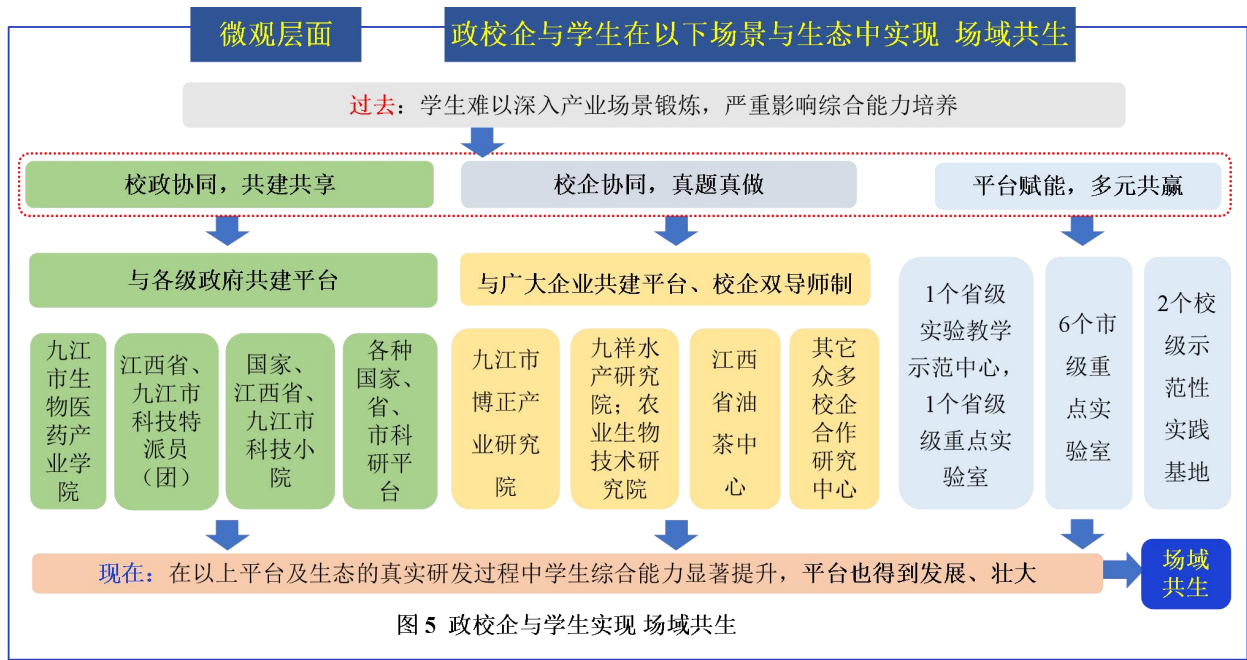 微观层面
政校企与学生在以下场景与生态中实现 场域共生
过去：学生难以深入产业场景锻炼，严重影响综合能力培养
校政协同，共建共享
校企协同，真题真做
平台赋能，多元共赢
与各级政府共建平台
与广大企业共建平台、校企双导师制
九江
市生
物医
药产
业学
院
江西省、
九江市
科技特
派员
（团）
国家、
江西省、
九江市
科技小
院
各种
国家、
省、
市科
研平
台
九江市
博正产
业研究
院
九祥水
产研究
院；农
业生物
技术研
究院
江西
省油
茶中
心
其它
众多
校企
合作
研究
中心
1个省级
实验教学
示范中心，
1个省级
级重点实
验室
6个市
级重
点实
验室
2个校
级示
范性
实践
基地
现在：在以上平台及生态的真实研发过程中学生综合能力显著提升，平台也得到发展、壮大
场域
共生
图 5 政校企与学生实现 场域共生